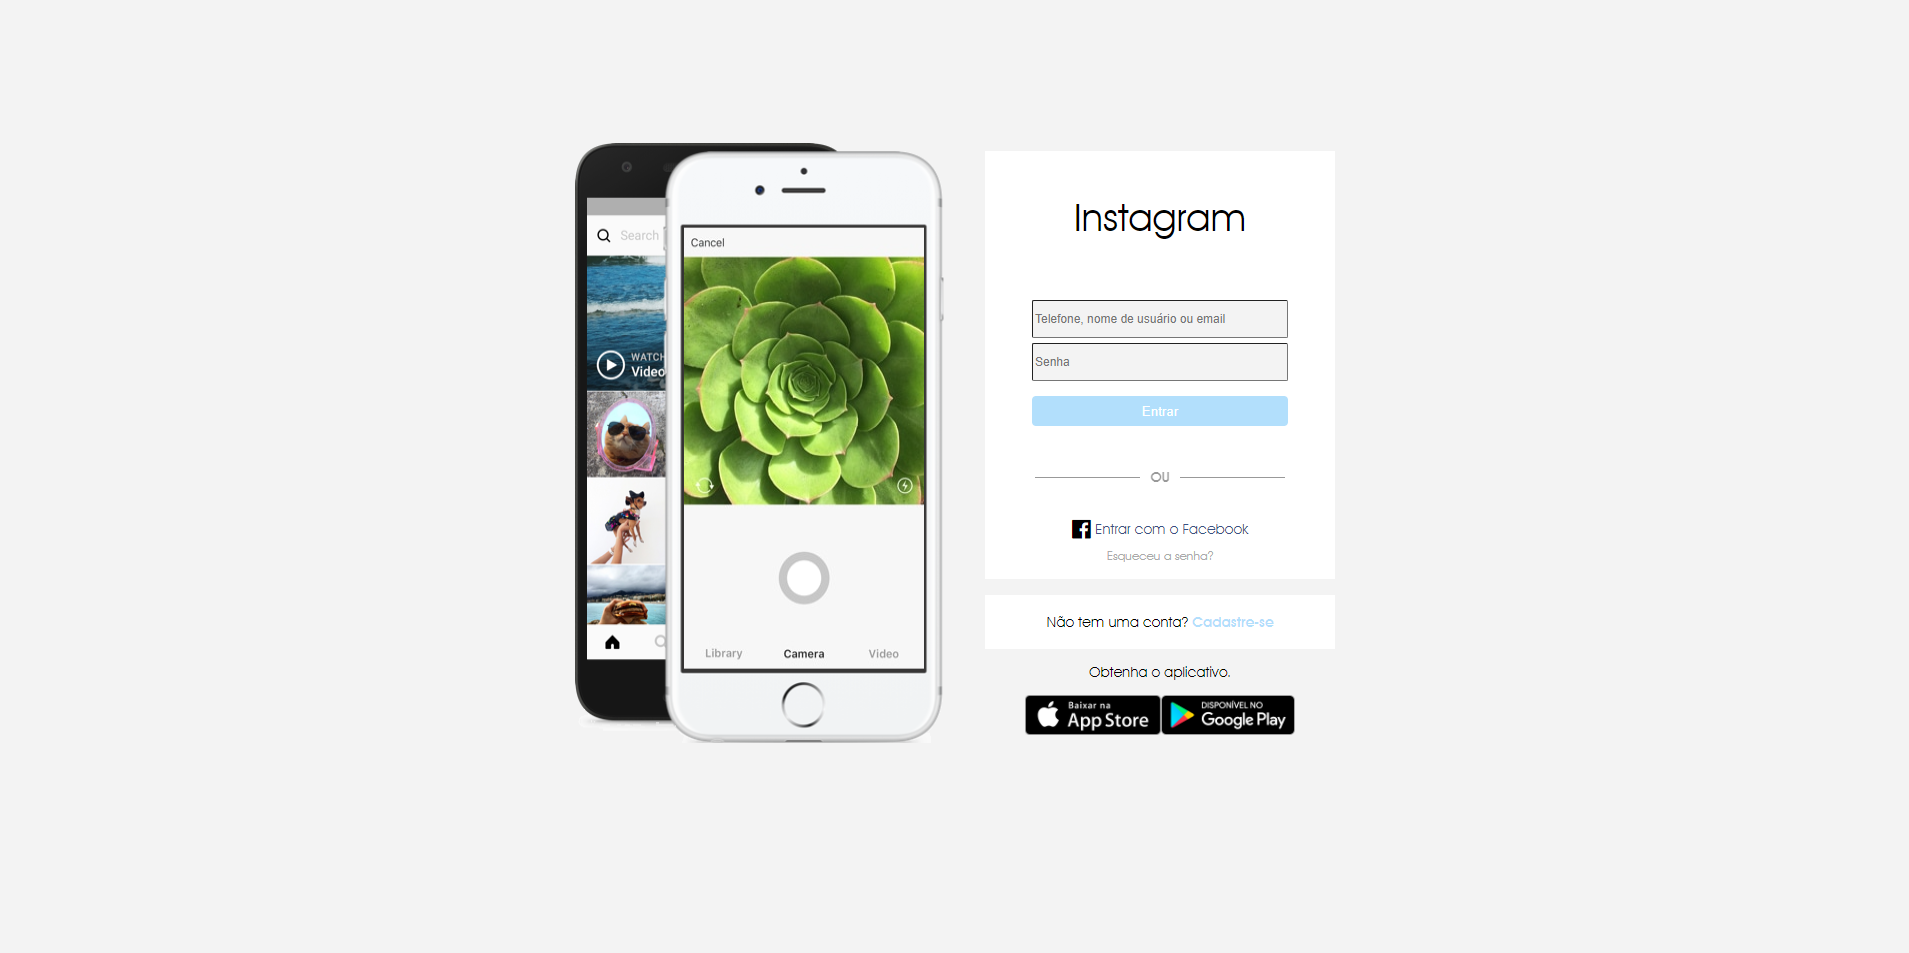 Search
WATCH
Video
Cancel
Library
Camera
Video
Instagram
Telefone, nome de usuário ou email
Senha
Entrar
OU
Entrar com o Facebook
Esqueceu a senha?
Não tem uma conta? Cadastre-se
Obtenha o aplicativo.
Baixar na
App Store
DISPONÍVEL NO
Google Play